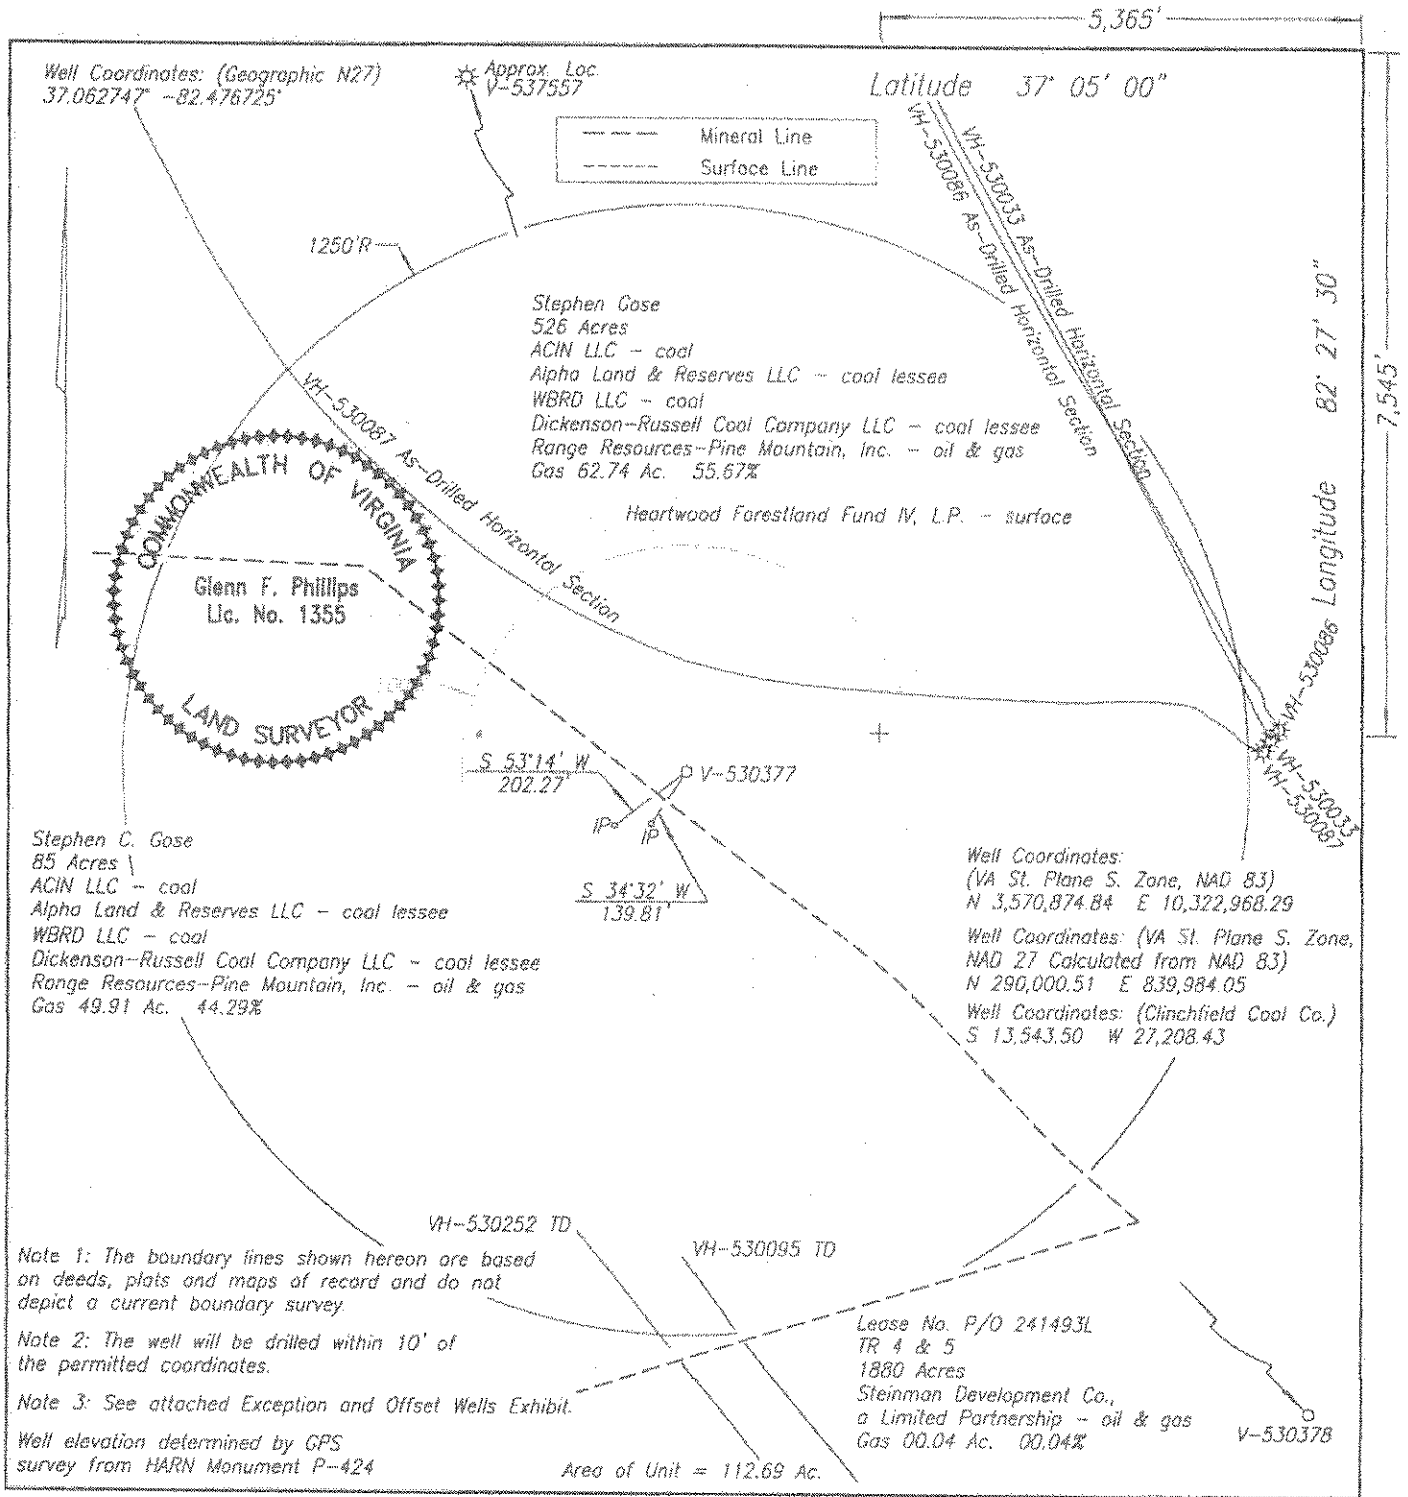 5,365'
Well Coordinates: (Geographic N27)
37.062747° -82.476725°
Approx. Loc.
V-537557
Latitude 37° 05' 00"
Mineral Line
Surface Line
VH-530086 As-Drilled Horizontal Section
VH-530033 As-Drilled Horizontal Section
1250'R
82° 27' 30"
Longitude
7,545'
Stephen Gose
526 Acres
ACIN LLC - coal
Alpha Land & Reserves LLC - coal lessee
WBRD LLC - coal
Dickenson-Russell Coal Company LLC - coal lessee
Range Resources-Pine Mountain, Inc. - oil & gas
Gas 62.74 Ac. 55.67%
Heartwood Forestland Fund IV, L.P. - surface
VH-530087 As-Drilled Horizontal Section
COMMONWEALTH OF VIRGINIA
Glenn F. Phillips
Lic. No. 1355
LAND SURVEYOR
VH-530086
VH-530033
VH-530087
S 53°14' W
202.27'
V-530377
IP
IP
S 34°32' W
139.81'
Stephen C. Gose
85 Acres
ACIN LLC - coal
Alpha Land & Reserves LLC - coal lessee
WBRD LLC - coal
Dickenson-Russell Coal Company LLC - coal lessee
Range Resources-Pine Mountain, Inc. - oil & gas
Gas 49.91 Ac. 44.29%
Well Coordinates:
(VA St. Plane S. Zone, NAD 83)
N 3,570,874.84 E 10,322,968.29
Well Coordinates: (VA St. Plane S. Zone,
NAD 27 Calculated from NAD 83)
N 290,000.51 E 839,984.05
Well Coordinates: (Clinchfield Coal Co.)
S 13,543.50 W 27,208.43
VH-530252 TD
VH-530095 TD
Note 1: The boundary lines shown hereon are based
on deeds, plats and maps of record and do not
depict a current boundary survey.
Note 2: The well will be drilled within 10' of
the permitted coordinates.
Note 3: See attached Exception and Offset Wells Exhibit.
Well elevation determined by GPS
survey from HARN Monument P-424
Lease No. P/O 241493L
TR 4 & 5
1880 Acres
Steinman Development Co.,
a Limited Partnership - oil & gas
Gas 00.04 Ac. 00.04%
V-530378
Area of Unit = 112.69 Ac.